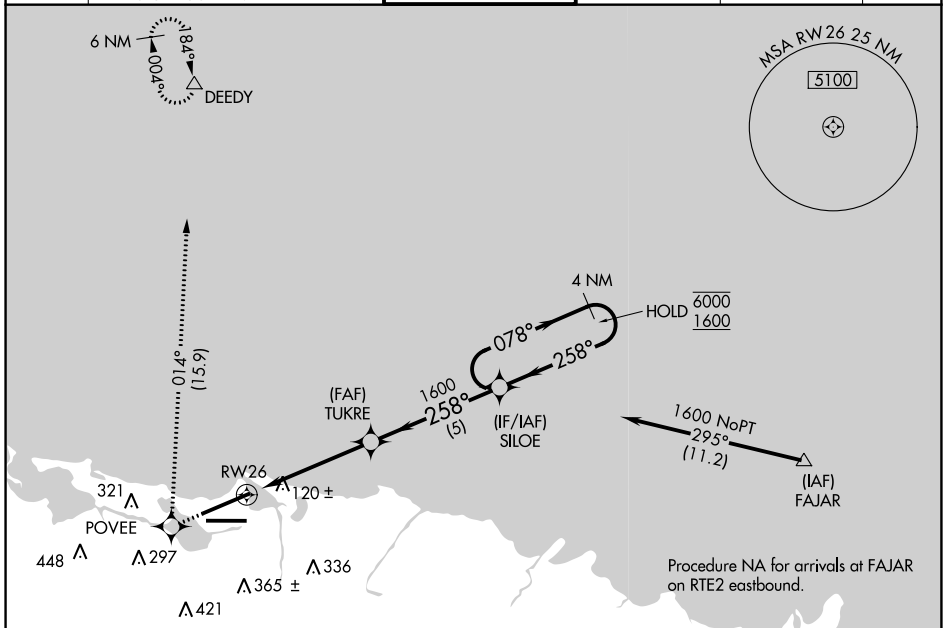 6 NM
184°
004°
DEEDY
MSA RW26 25 NM
5100
4 NM
HOLD
6000
1600
078°
258°
014°
(15.9)
(FAF)
TUKRE
1600
258°
(5)
(IF/IAF)
SILOE
1600 NoPT
295°
(11.2)
(IAF)
FAJAR
RW26
120 ±
321
POVEE
448
297
336
365 ±
421
Procedure NA for arrivals at FAJAR
on RTE2 eastbound.